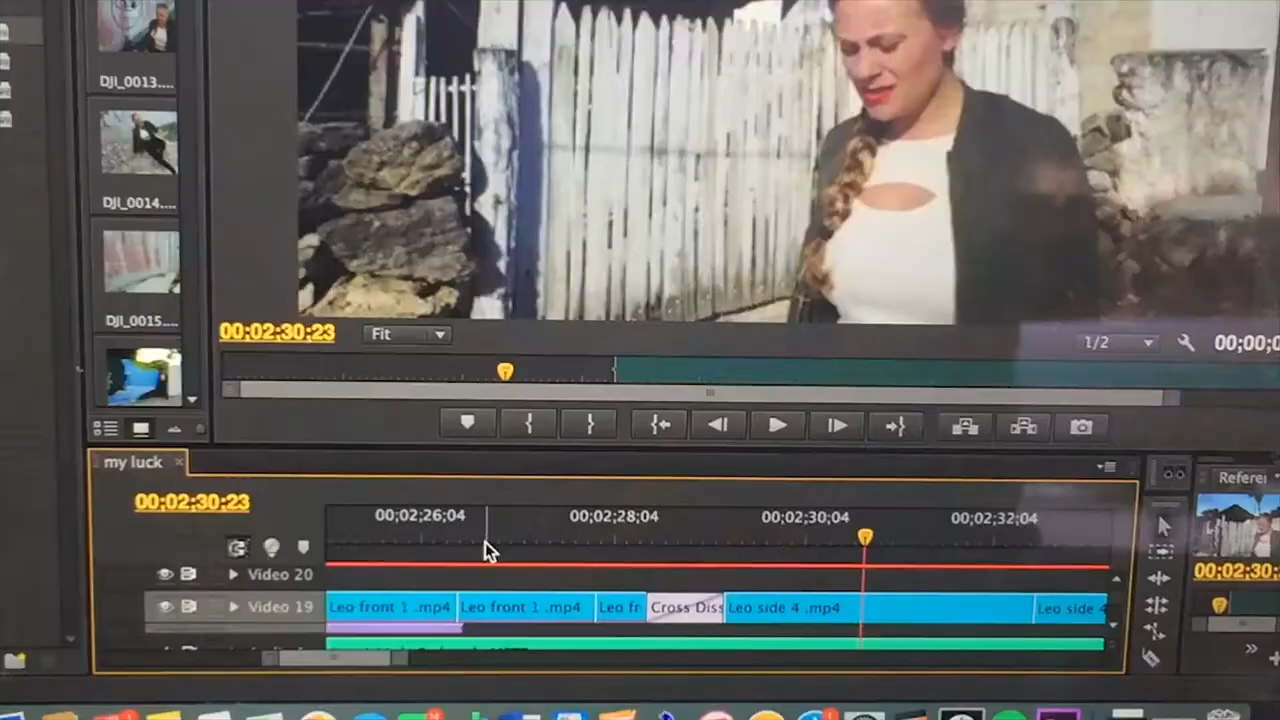 DJI_0013....
DJI_0014....
DJI_0015....
00;02;30;23
Fit
1/2
00;00;0
my luck
00;02;30;23
00;02;26;04
00;02;28;04
00;02;30;04
00;02;32;04
Video 20
Video 19
Leo front 1 .mp4
Leo front 1 .mp4
Leo fr
Cross Diss
Leo side 4 .mp4
Leo side 4
Referei
00;02;30;